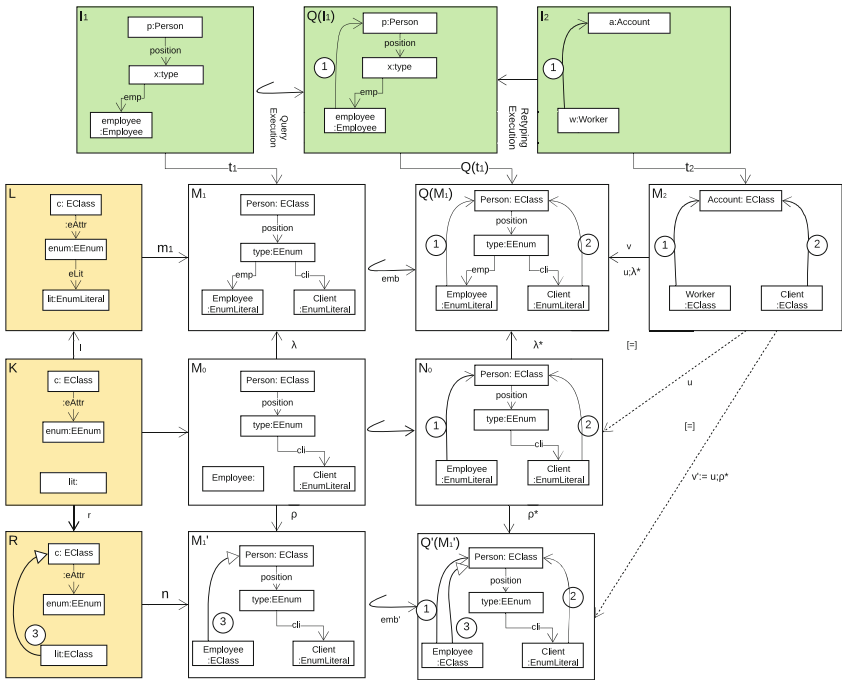 I1
p:Person
position
x:type
emp
employee
:Employee
Query
Execution
Q(I1)
p:Person
position
1
x:type
emp
employee
:Employee
Retyping
Execution
I2
a:Account
1
w:Worker
t1
Q(t1)
t2
L
c: EClass
:eAttr
enum:EEnum
eLit
lit:EnumLiteral
m1
M1
Person: EClass
position
type:EEnum
emp
cli
Employee
:EnumLiteral
Client
:EnumLiteral
emb
Q(M1)
Person: EClass
position
1
2
type:EEnum
emp
cli
Employee
:EnumLiteral
Client
:EnumLiteral
v
u;λ*
M2
Account: EClass
1
2
Worker
:EClass
Client
:EClass
l
λ
λ*
[=]
K
c: EClass
:eAttr
enum:EEnum
lit:
M0
Person: EClass
position
type:EEnum
cli
Employee:
Client
:EnumLiteral
N0
Person: EClass
position
1
2
type:EEnum
cli
Employee
:EnumLiteral
Client
:EnumLiteral
u
[=]
v':= u;ρ*
r
ρ
ρ*
R
c: EClass
:eAttr
enum:EEnum
3
lit:EClass
n
M1'
Person: EClass
position
type:EEnum
3
cli
Employee
:EClass
Client
:EnumLiteral
emb'
Q'(M1')
Person: EClass
position
1
2
type:EEnum
3
cli
Employee
:EClass
Client
:EnumLiteral